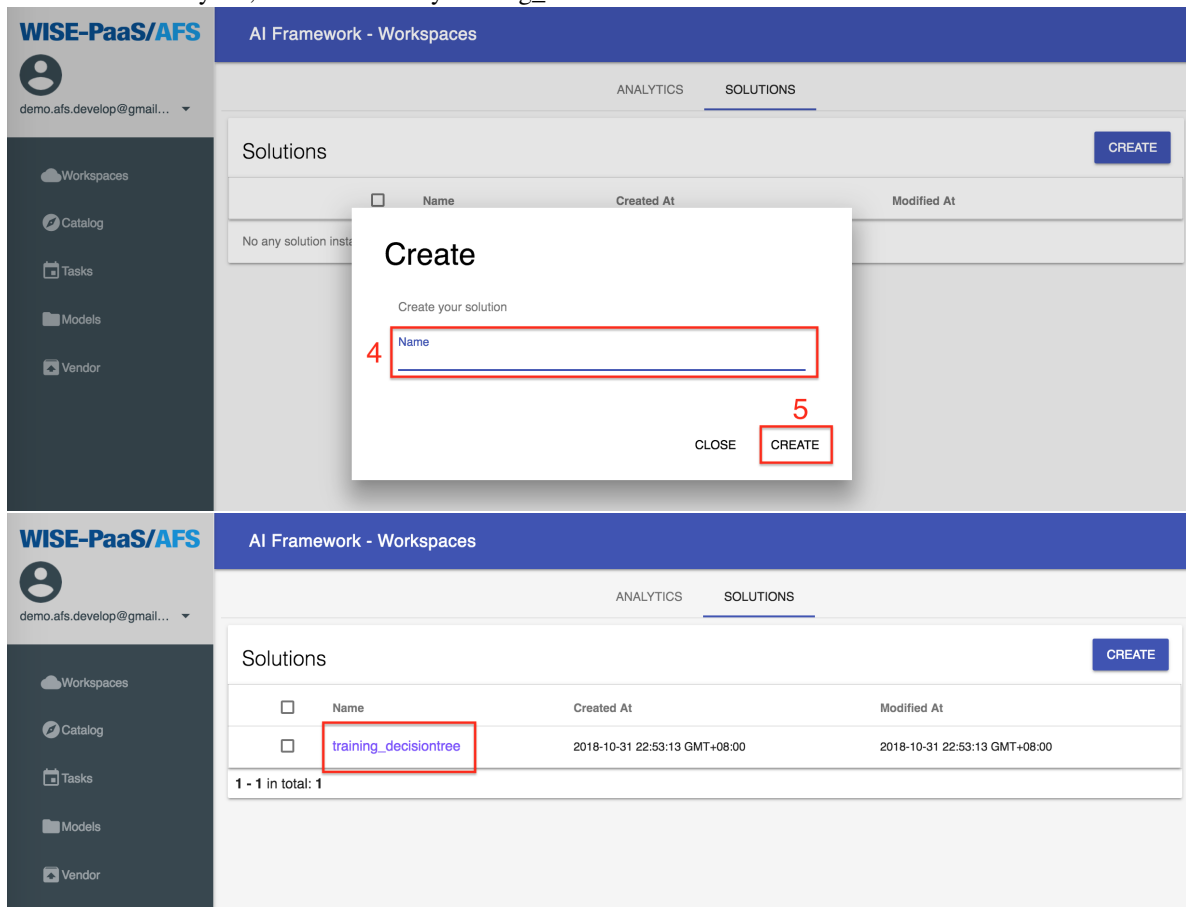 WISE-PaaS/AFS
AI Framework - Workspaces
demo.afs.develop@gmail...
ANALYTICS SOLUTIONS
Solutions
CREATE
Workspaces
Catalog
Tasks
Models
Vendor
Name Created At Modified At
No any solution insta
Create
Create your solution
4
Name
5
CLOSE CREATE
WISE-PaaS/AFS
AI Framework - Workspaces
demo.afs.develop@gmail...
ANALYTICS SOLUTIONS
Solutions
CREATE
Workspaces
Catalog
Tasks
Models
Vendor
Name Created At Modified At
training_decisiontree 2018-10-31 22:53:13 GMT+08:00 2018-10-31 22:53:13 GMT+08:00
1 - 1 in total: 1